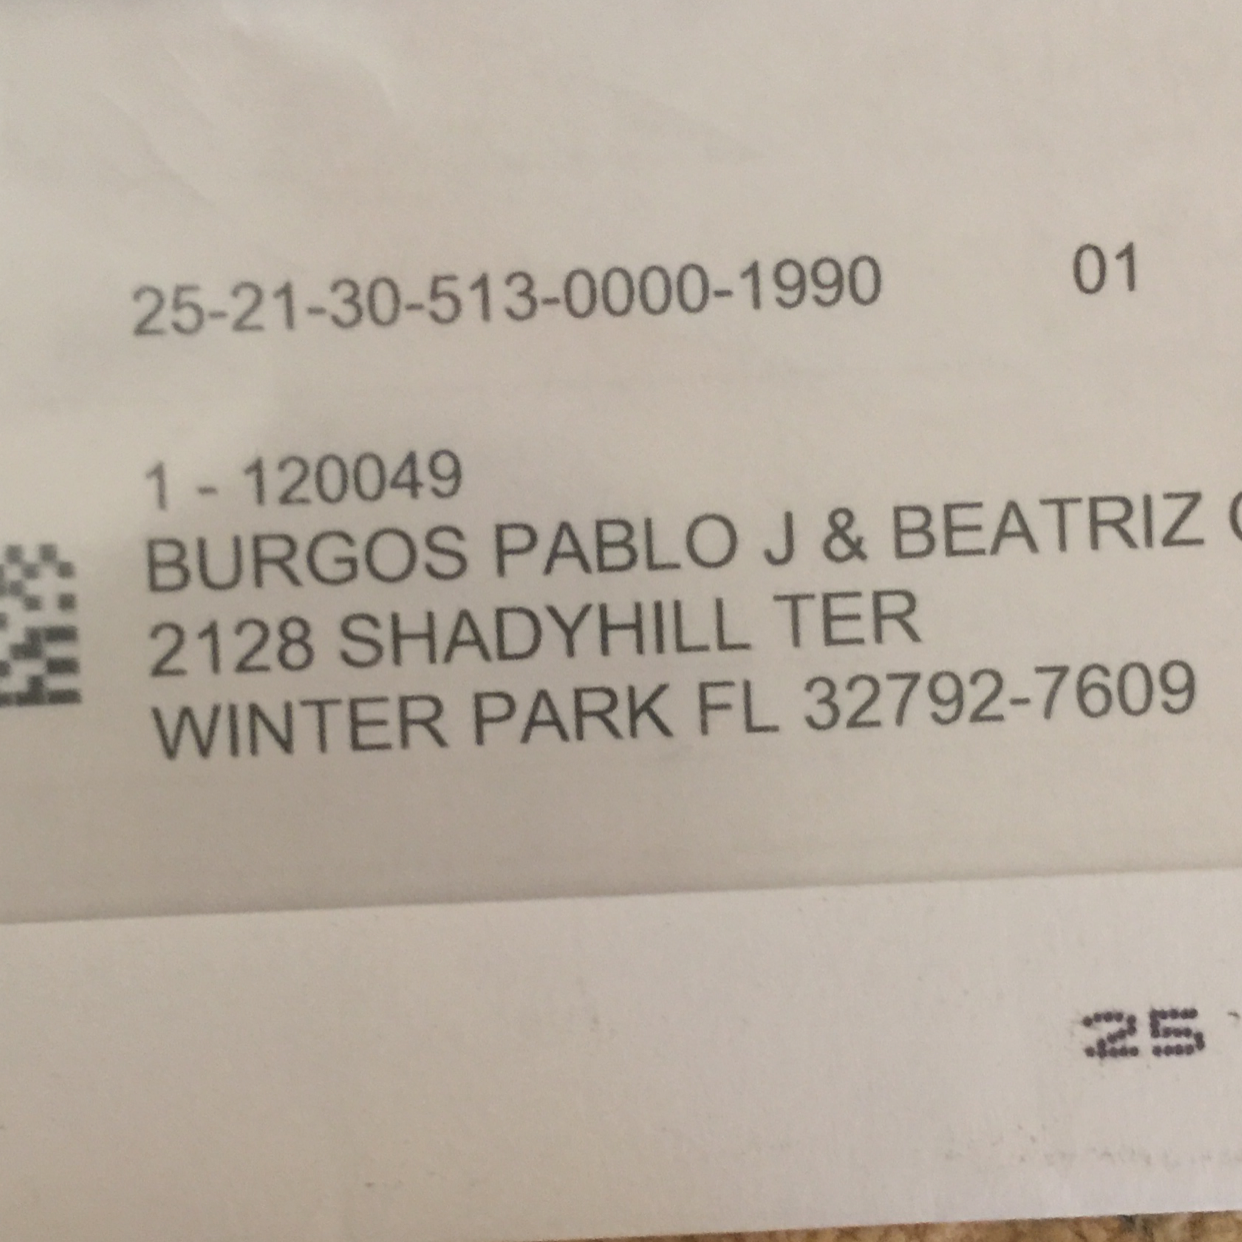 25-21-30-513-0000-1990 01
1 - 120049
BURGOS PABLO J & BEATRIZ
2128 SHADYHILL TER
WINTER PARK FL 32792-7609
25